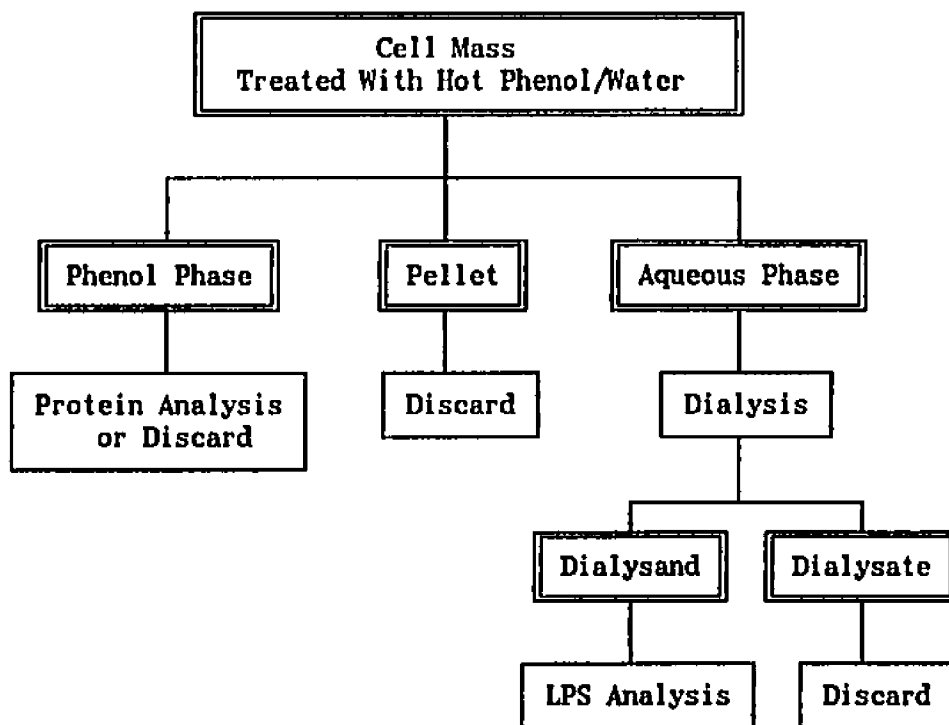 Cell Mass
Treated With Hot Phenol/Water
Phenol Phase
Pellet
Aqueous Phase
Protein Analysis
or Discard
Discard
Dialysis
Dialysand
Dialysate
LPS Analysis
Discard